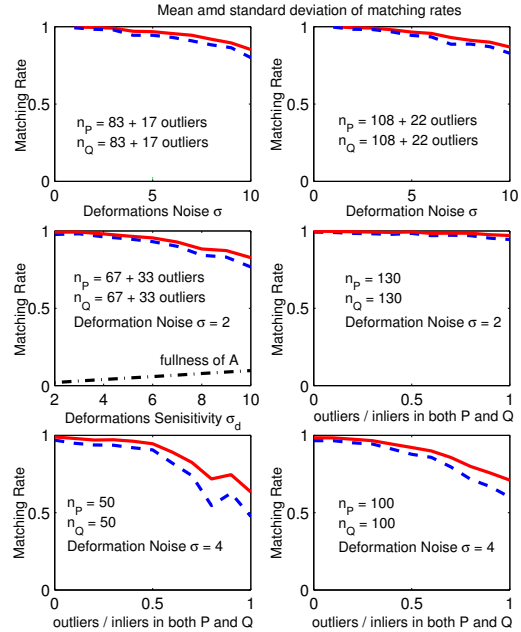 Mean amd standard deviation of matching rates
Matching Rate
1
0.5
0
n_P = 83 + 17 outliers
n_Q = 83 + 17 outliers
0 5 10
Deformations Noise σ
Matching Rate
1
0.5
0
n_P = 108 + 22 outliers
n_Q = 108 + 22 outliers
0 5 10
Deformations Noise σ
Matching Rate
1
0.5
0
n_P = 67 + 33 outliers
n_Q = 67 + 33 outliers
Deformation Noise σ = 2
fullness of A
2 4 6 8 10
Deformations Senisitivity σ_d
Matching Rate
1
0.5
0
n_P = 130
n_Q = 130
Deformation Noise σ = 2
0 0.5 1
outliers / inliers in both P and Q
Matching Rate
1
0.5
0
n_P = 50
n_Q = 50
Deformation Noise σ = 4
0 0.5 1
outliers / inliers in both P and Q
Matching Rate
1
0.5
0
n_P = 100
n_Q = 100
Deformation Noise σ = 4
0 0.5 1
outliers / inliers in both P and Q